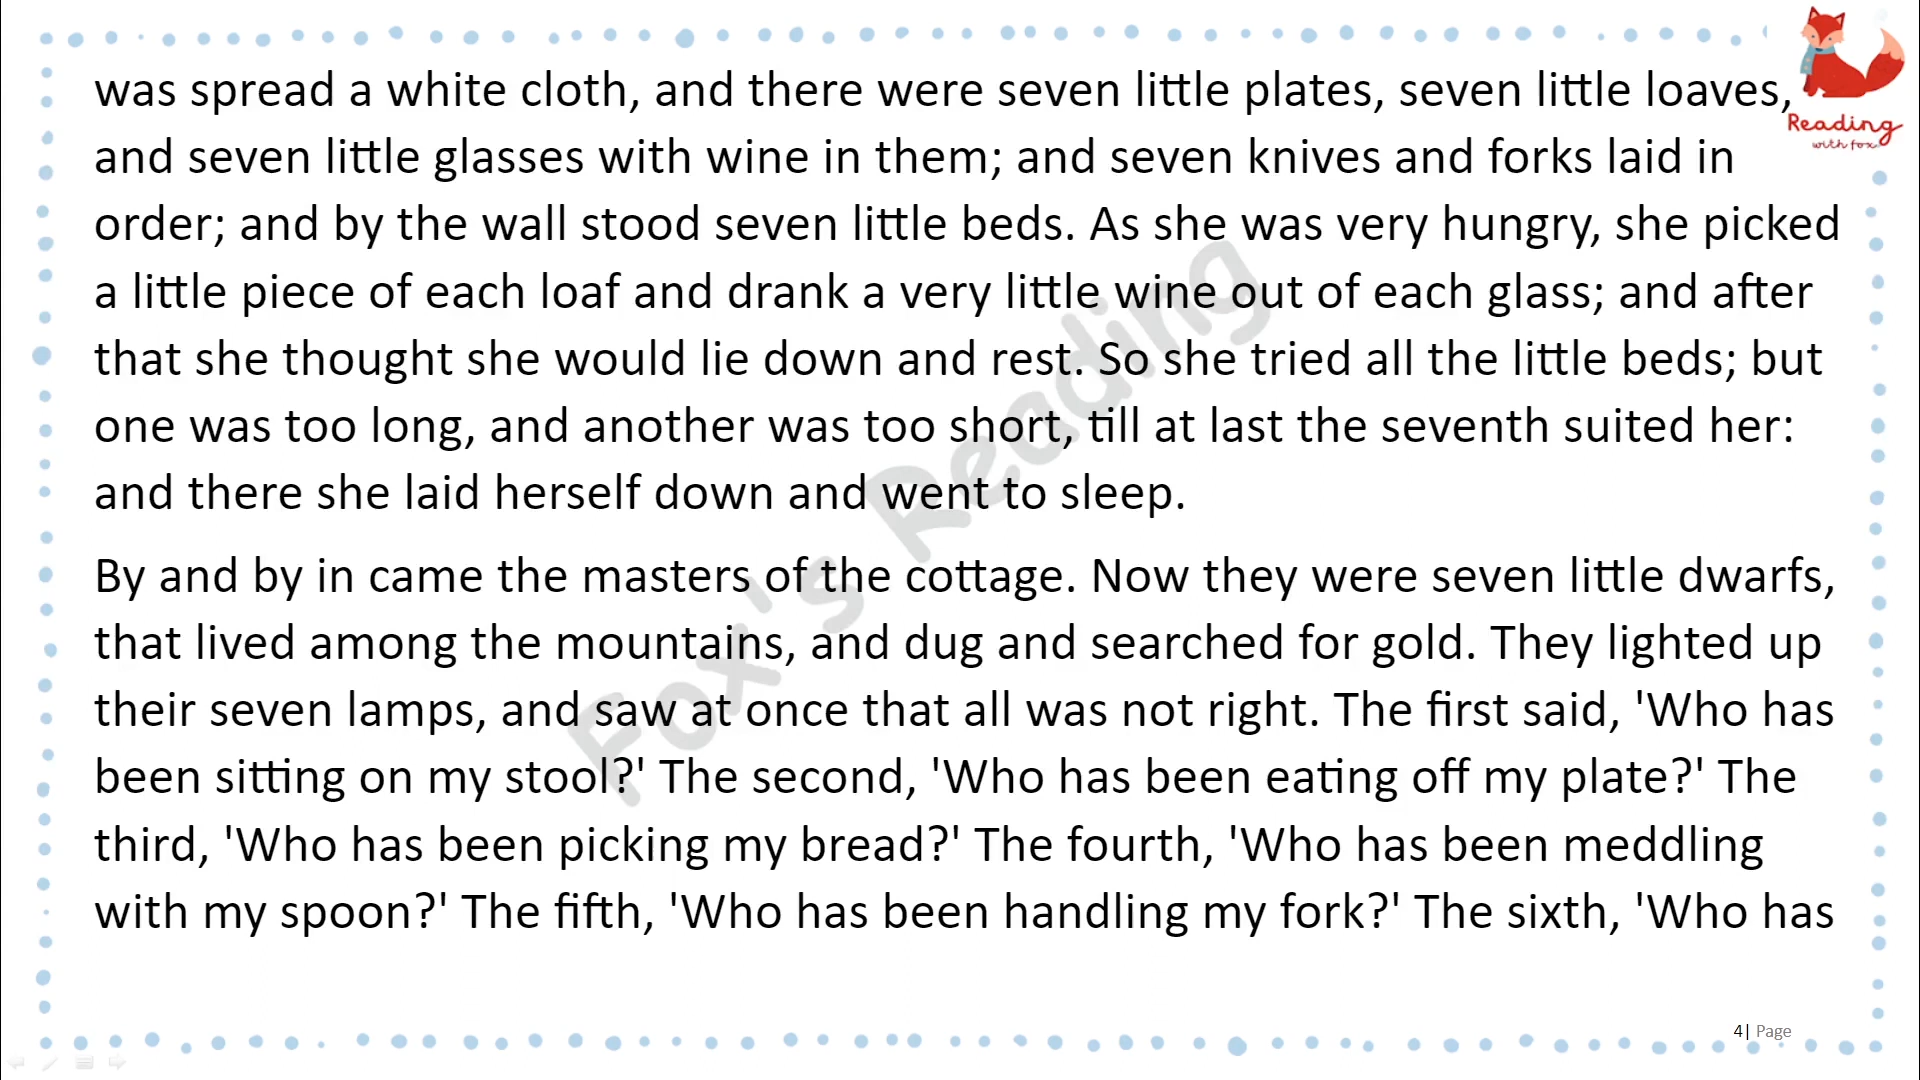 was spread a white cloth, and there were seven little plates, seven little loaves,
and seven little glasses with wine in them; and seven knives and forks laid in
order; and by the wall stood seven little beds. As she was very hungry, she picked
a little piece of each loaf and drank a very little wine out of each glass; and after
that she thought she would lie down and rest. So she tried all the little beds; but
one was too long, and another was too short, till at last the seventh suited her:
and there she laid herself down and went to sleep.
By and by in came the masters of the cottage. Now they were seven little dwarfs,
that lived among the mountains, and dug and searched for gold. They lighted up
their seven lamps, and saw at once that all was not right. The first said, 'Who has
been sitting on my stool?' The second, 'Who has been eating off my plate?' The
third, 'Who has been picking my bread?' The fourth, 'Who has been meddling
with my spoon?' The fifth, 'Who has been handling my fork?' The sixth, 'Who has
Reading
with fox
Fox's Reading
4| Page